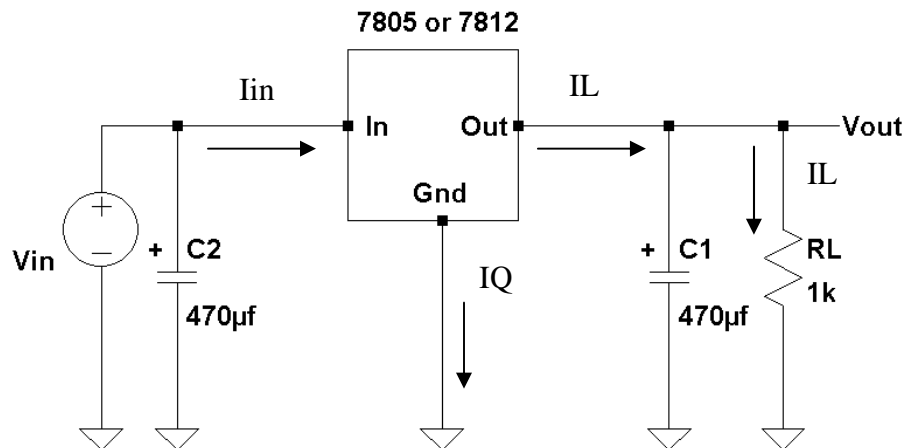 7805 or 7812
Iin
IL
In
Out
Vout
Gnd
IL
+
Vin
+
C2
470µf
IQ
+
C1
470µf
RL
1k